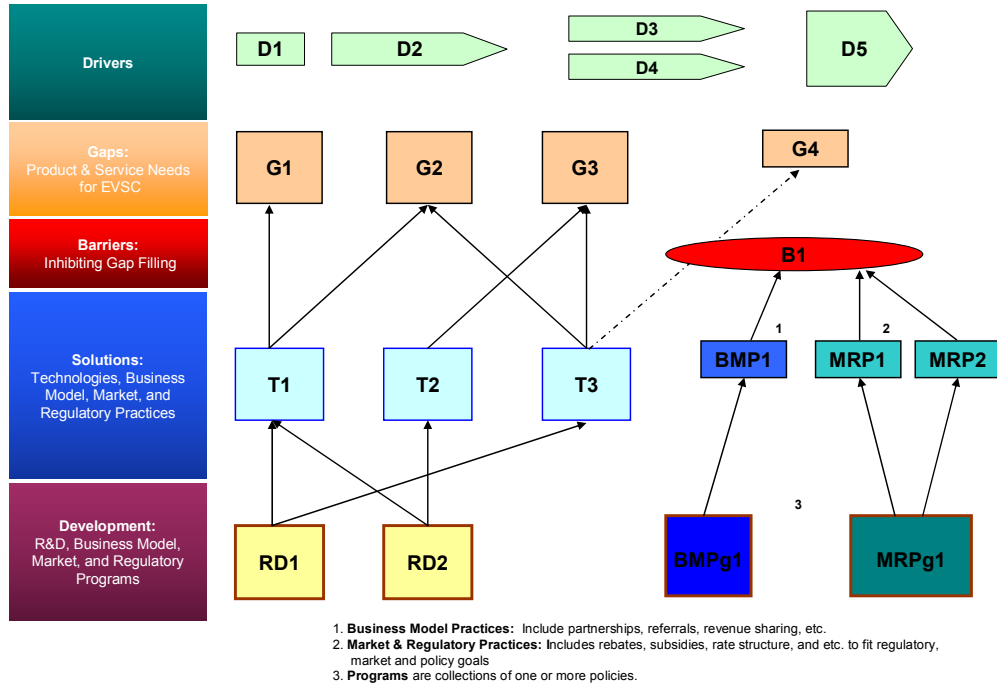 Drivers
D1
D2
D3
D4
D5
Gaps:
Product & Service Needs
for EVSC
G1
G2
G3
G4
Barriers:
Inhibiting Gap Filling
B1
Solutions:
Technologies, Business
Model, Market, and
Regulatory Practices
T1
T2
T3
1
2
BMP1
MRP1
MRP2
Development:
R&D, Business Model,
Market, and Regulatory
Programs
RD1
RD2
3
BMPg1
MRPg1
1. Business Model Practices: Include partnerships, referrals, revenue sharing, etc.
2. Market & Regulatory Practices: Includes rebates, subsidies, rate structure, and etc. to fit regulatory,
market and policy goals
3. Programs are collections of one or more policies.